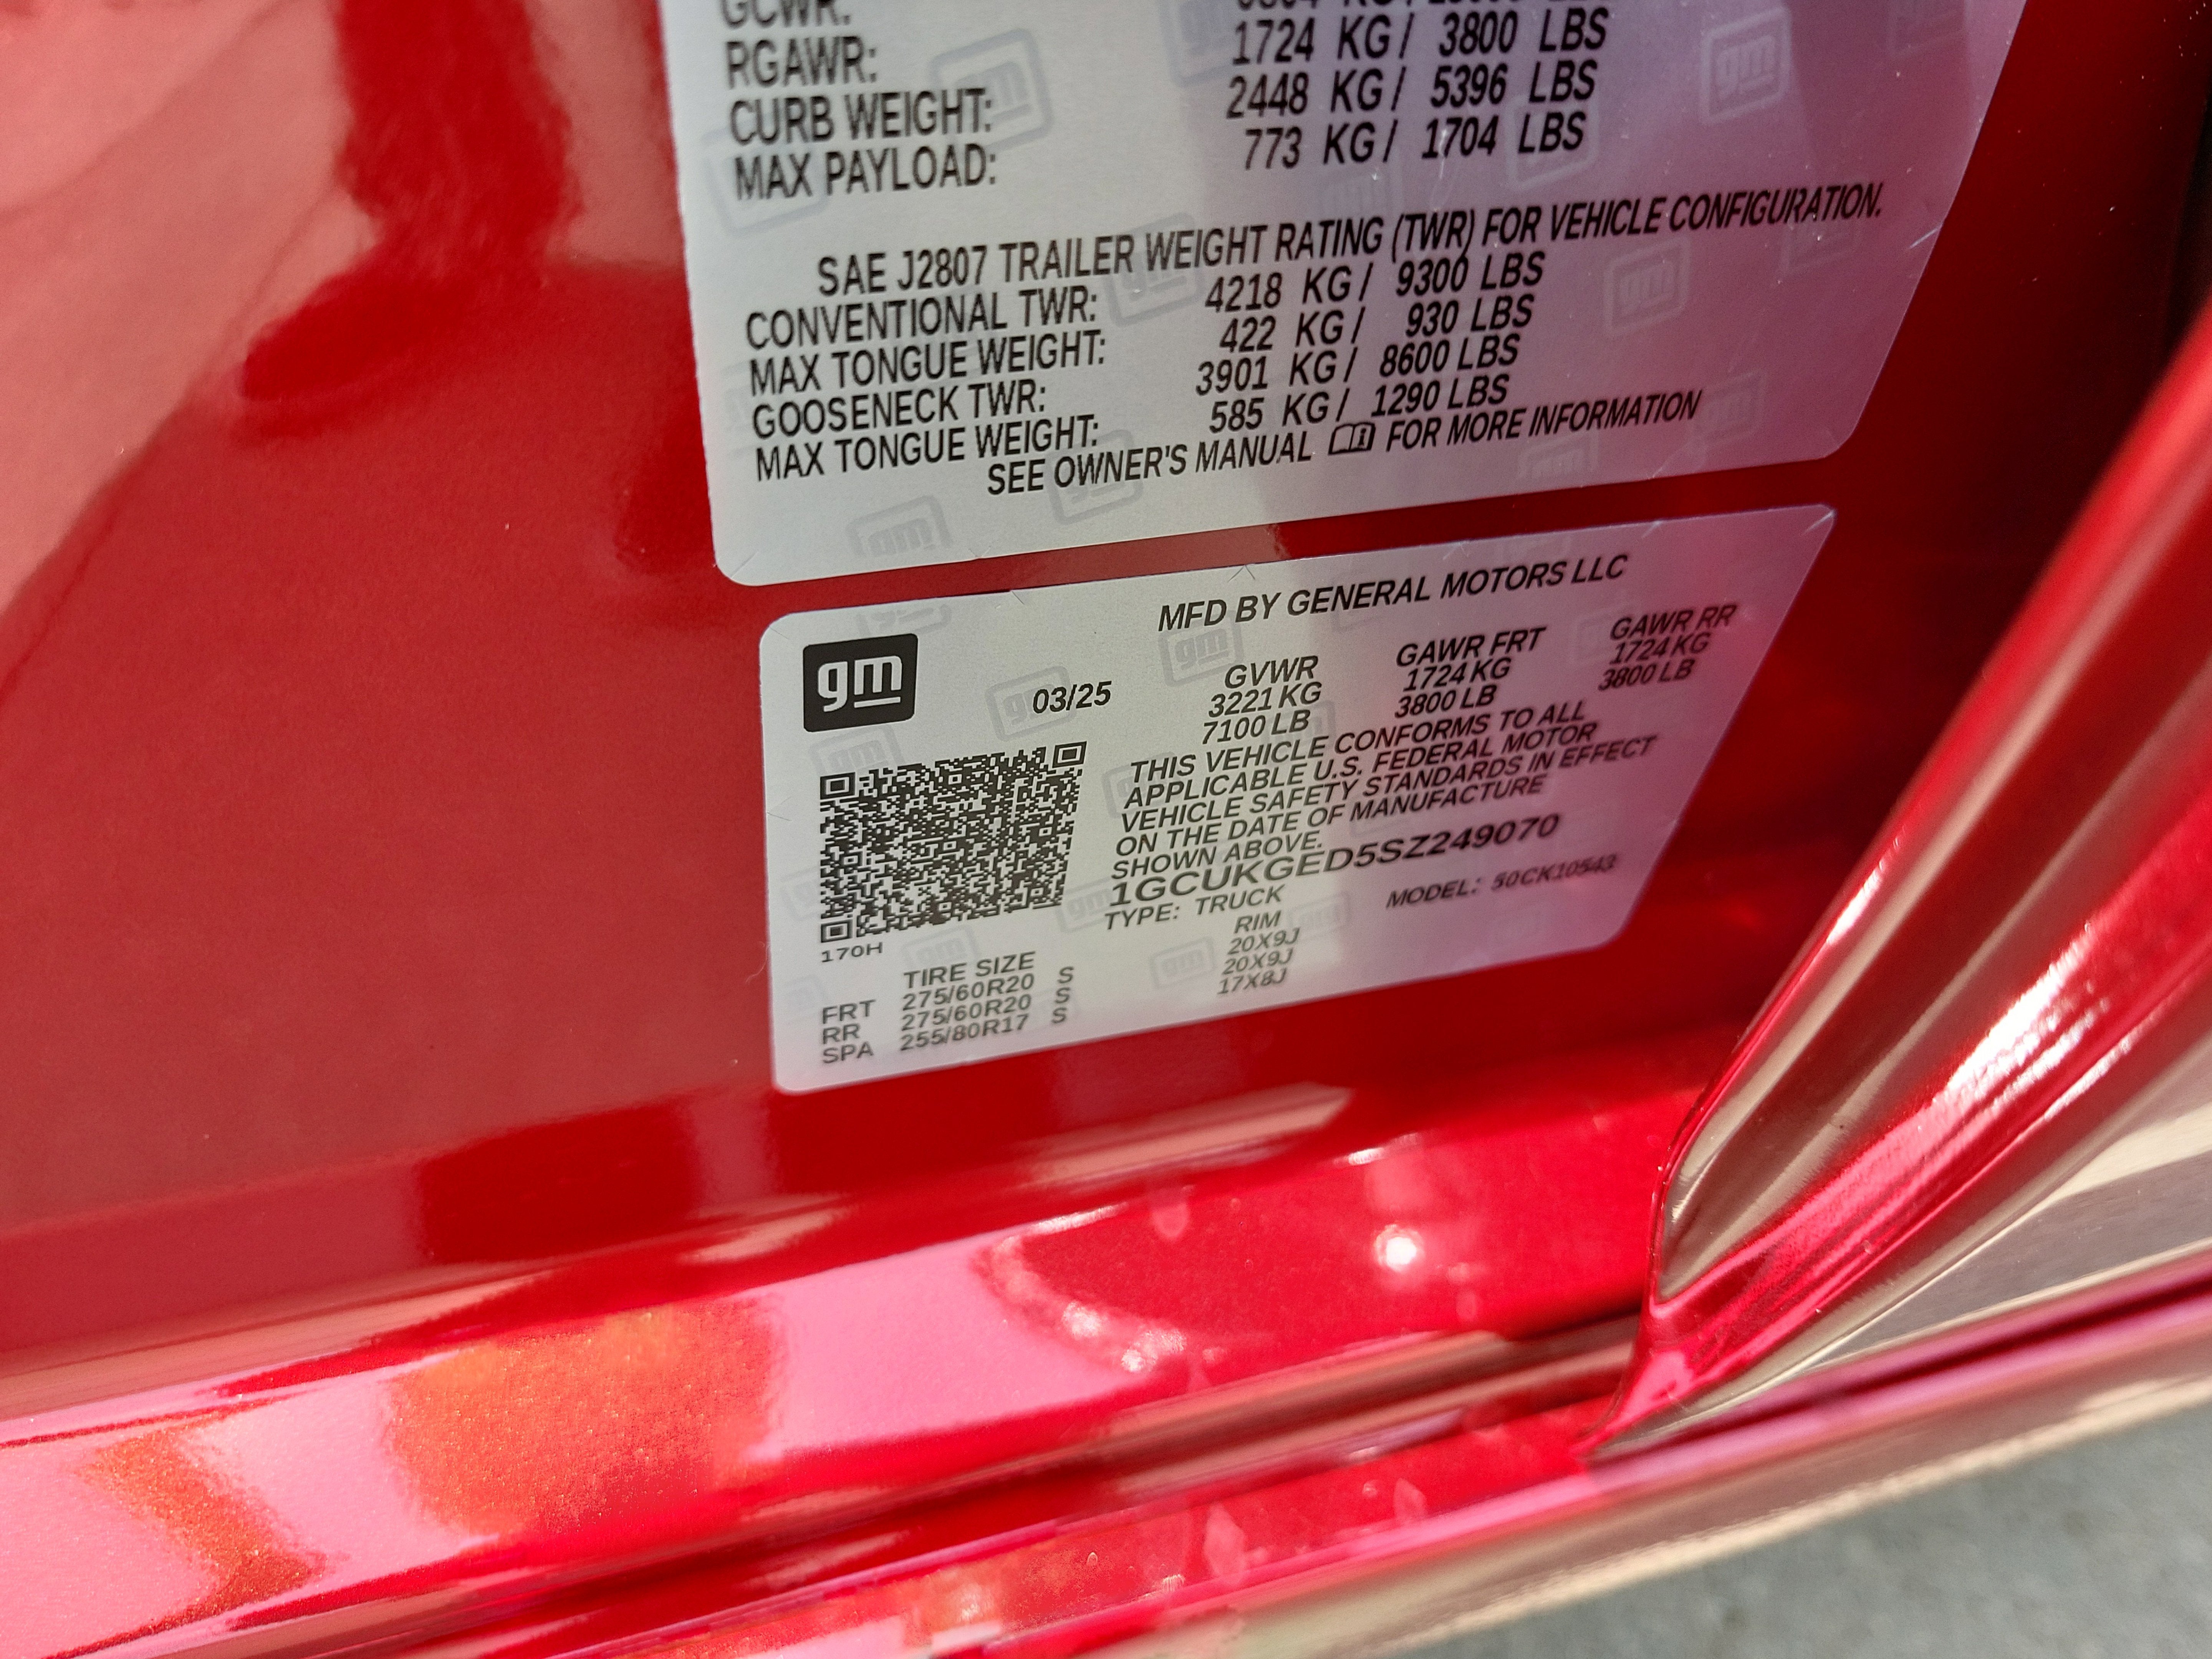 GCWR:
RGAWR: 1724 KG / 3800 LBS
CURB WEIGHT: 2448 KG / 5396 LBS
MAX PAYLOAD: 773 KG / 1704 LBS
SAE J2807 TRAILER WEIGHT RATING (TWR) FOR VEHICLE CONFIGURATION.
CONVENTIONAL TWR: 4218 KG / 9300 LBS
MAX TONGUE WEIGHT: 422 KG / 930 LBS
GOOSENECK TWR: 3901 KG / 8600 LBS
MAX TONGUE WEIGHT: 585 KG / 1290 LBS
SEE OWNER'S MANUAL FOR MORE INFORMATION
MFD BY GENERAL MOTORS LLC
gm
03/25
GVWR GAWR FRT GAWR RR
3221 KG 1724 KG 1724 KG
7100 LB 3800 LB 3800 LB
THIS VEHICLE CONFORMS TO ALL
APPLICABLE U.S. FEDERAL MOTOR
VEHICLE SAFETY STANDARDS IN EFFECT
ON THE DATE OF MANUFACTURE
SHOWN ABOVE.
1GCUKGED5SZ249070
TYPE: TRUCK MODEL: 50CK10543
170H
TIRE SIZE RIM
FRT 275/60R20 S 20X9J
RR 275/60R20 S 20X9J
SPA 255/80R17 S 17X8J